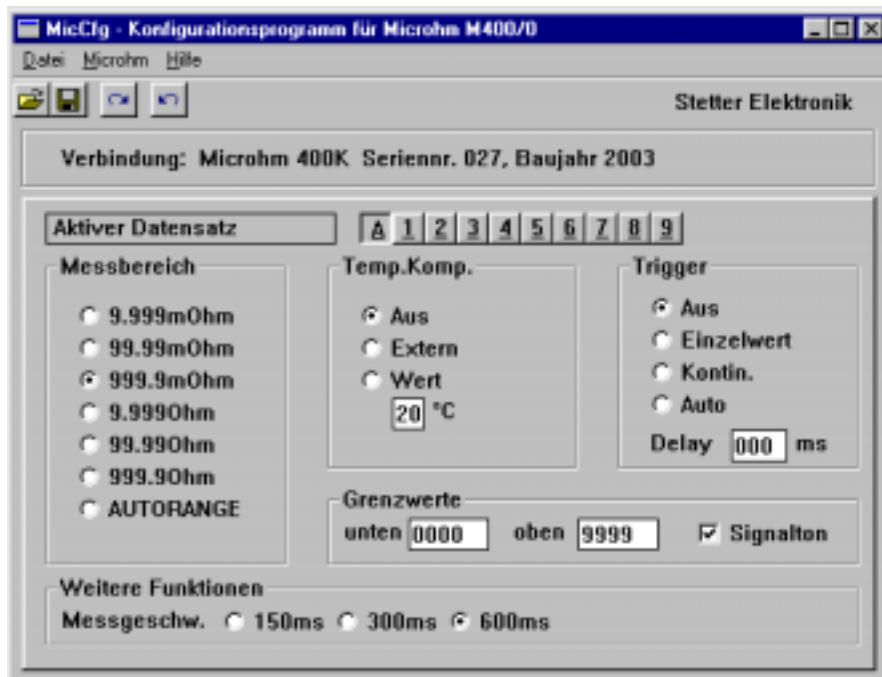 MicCfg - Konfigurationsprogramm für Microhm M400/0
Datei Microhm Hilfe
Stetter Elektronik
Verbindung: Microhm 400K Seriennr. 027, Baujahr 2003
Aktiver Datensatz A 1 2 3 4 5 6 7 8 9
Messbereich
9.999mOhm
99.99mOhm
999.9mOhm
9.999Ohm
99.99Ohm
999.9Ohm
AUTORANGE
Temp.Komp.
Aus
Extern
Wert
20 °C
Trigger
Aus
Einzelwert
Kontin.
Auto
Delay 000 ms
Grenzwerte
unten 0000 oben 9999 Signalton
Weitere Funktionen
Messgeschw. 150ms 300ms 600ms